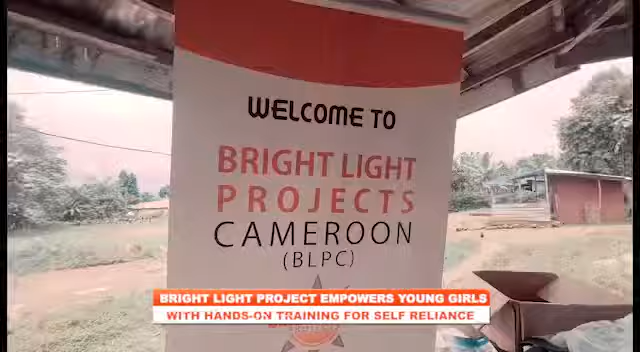 WELCOME TO
BRIGHT LIGHT
PROJECTS
CAMEROON
(BLPC)
BRIGHT LIGHT PROJECT EMPOWERS YOUNG GIRLS
WITH HANDS-ON TRAINING FOR SELF RELIANCE